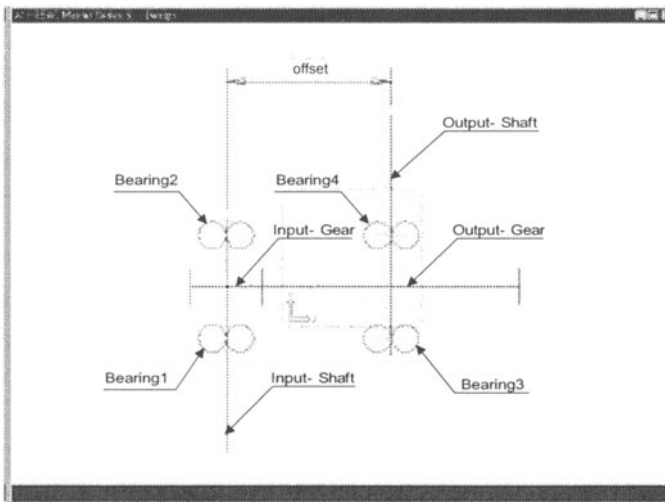 offset
Output- Shaft
Bearing2
Bearing4
Input- Gear
Output- Gear
Bearing1
Input- Shaft
Bearing3